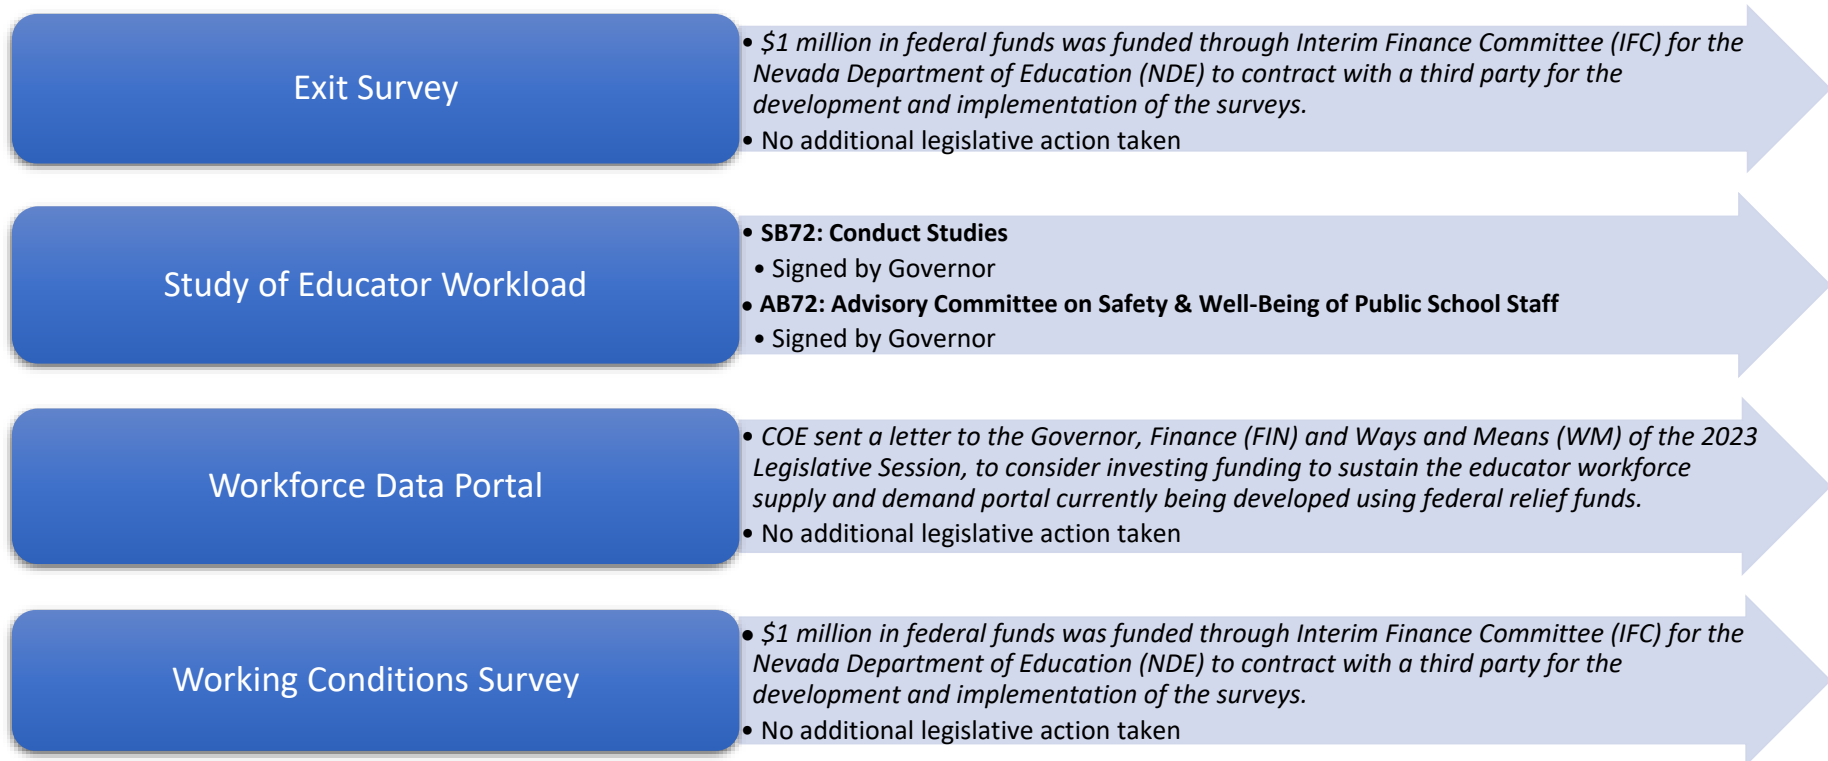 Exit Survey
• $1 million in federal funds was funded through Interim Finance Committee (IFC) for the
Nevada Department of Education (NDE) to contract with a third party for the
development and implementation of the surveys.
• No additional legislative action taken
Study of Educator Workload
• SB72: Conduct Studies
• Signed by Governor
• AB72: Advisory Committee on Safety & Well-Being of Public School Staff
• Signed by Governor
Workforce Data Portal
• COE sent a letter to the Governor, Finance (FIN) and Ways and Means (WM) of the 2023
Legislative Session, to consider investing funding to sustain the educator workforce
supply and demand portal currently being developed using federal relief funds.
• No additional legislative action taken
Working Conditions Survey
• $1 million in federal funds was funded through Interim Finance Committee (IFC) for the
Nevada Department of Education (NDE) to contract with a third party for the
development and implementation of the surveys.
• No additional legislative action taken